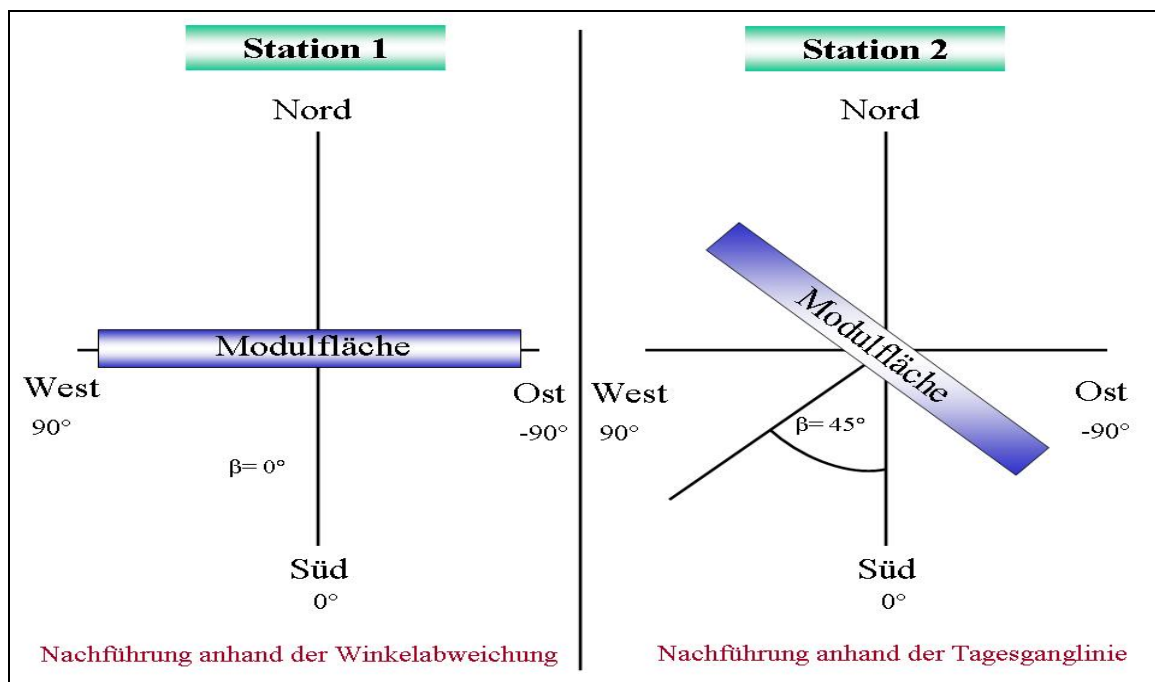 Station 1
Nord
Modulfläche
West
Ost
90°
-90°
β= 0°
Süd
0°
Nachführung anhand der Winkelabweichung
Station 2
Nord
Modulfläche
West
Ost
90°
-90°
β= 45°
Süd
0°
Nachführung anhand der Tagesganglinie